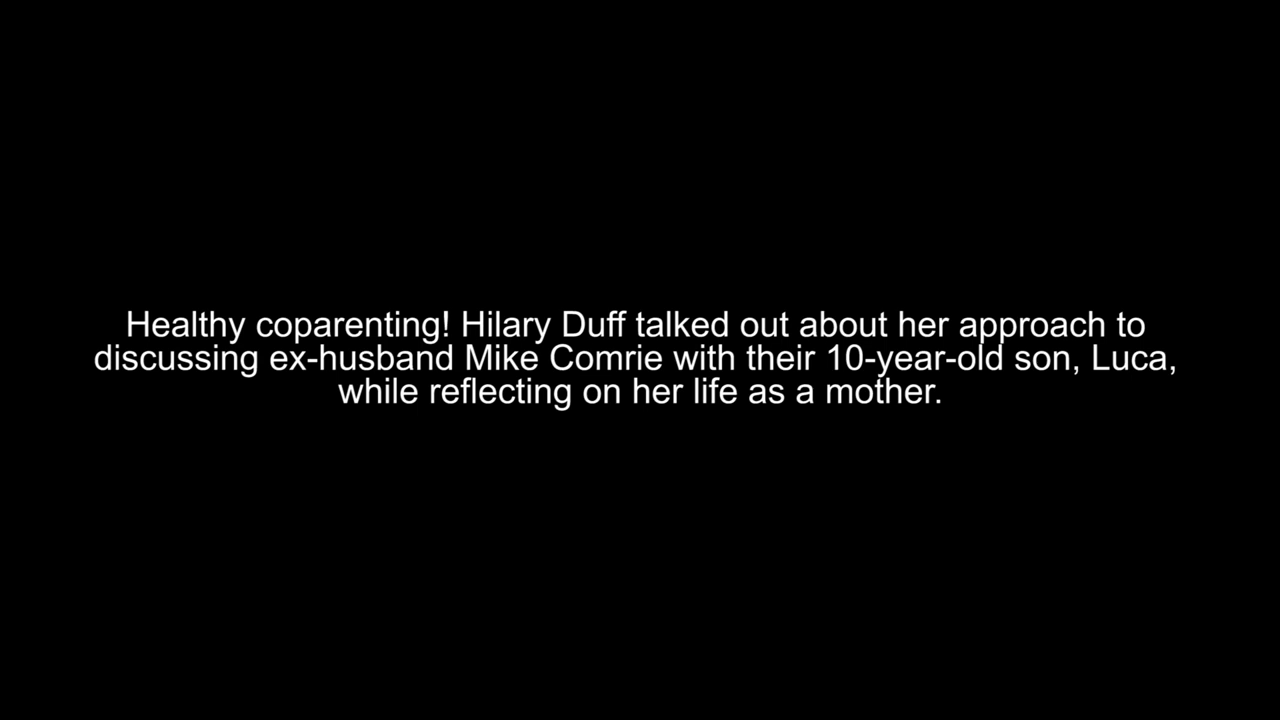 Healthy coparenting! Hilary Duff talked out about her approach to
discussing ex-husband Mike Comrie with their 10-year-old son, Luca,
while reflecting on her life as a mother.